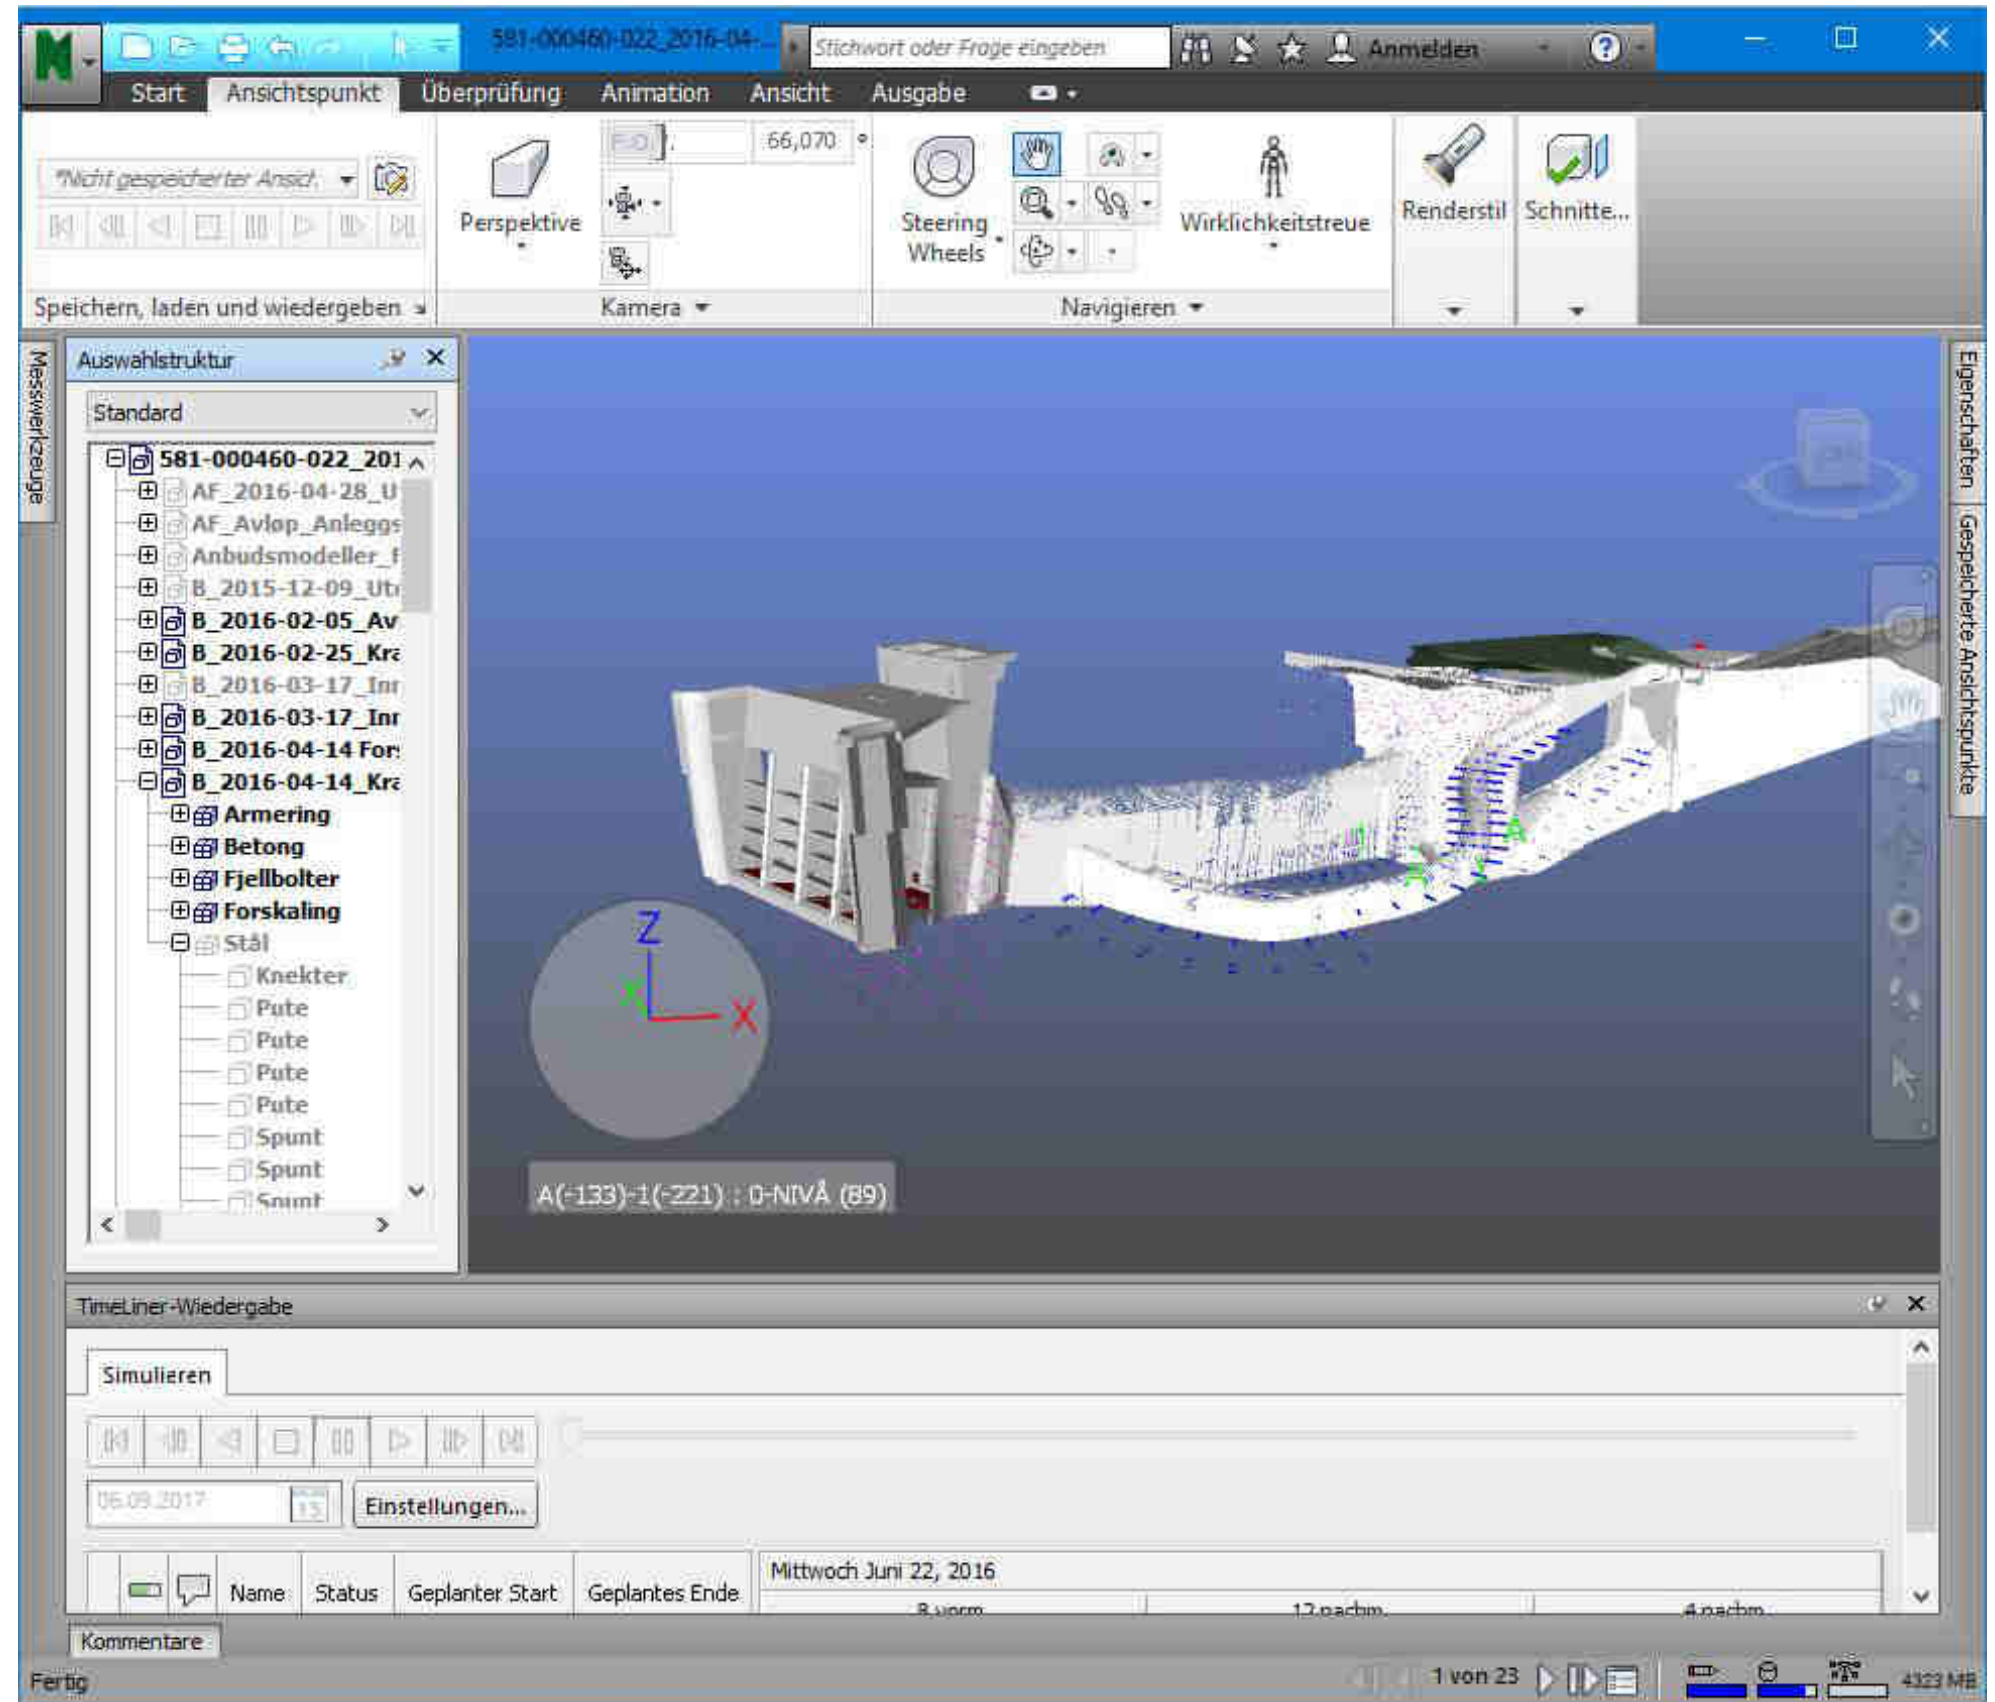 581-000460-022_2016-04-...
Stichwort oder Frage eingeben
Anmelden
Start Ansichtspunkt Überprüfung Animation Ansicht Ausgabe
66,070 °
*Nicht gespeicherter Ansicht.
Perspektive
Steering Wheels
Wirklichkeitstreue
Renderstil
Schnitte...
Speichern, laden und wiedergeben
Kamera
Navigieren
Messwerkzeuge
Auswahlstruktur
Standard
581-000460-022_201
AF_2016-04-28_U
AF_Avløp_Anleggs
Anbudsmodeller_f
B_2015-12-09_Ut
B_2016-02-05_Av
B_2016-02-25_Kra
B_2016-03-17_Inr
B_2016-03-17_Inr
B_2016-04-14 For
B_2016-04-14_Kra
Armering
Betong
Fjellbolter
Forskaling
Stål
Knekter
Pute
Pute
Pute
Pute
Spunt
Spunt
Spunt
Z
X
A
A
A(-133)-1(-221) : 0-NIVÅ (89)
Eigenschaften
Gespeicherte Ansichtspunkte
TimeLiner-Wiedergabe
Simulieren
06.09.2017
15
Einstellungen...
Name Status Geplanter Start Geplantes Ende
Mittwoch Juni 22, 2016
8 vorm. 12 nachm. 4 nachm.
Kommentare
Fertig
1 von 23
4323 MB